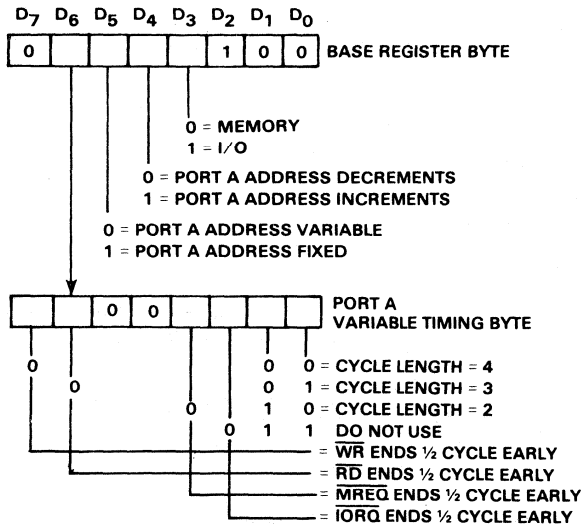 D7 D6 D5 D4 D3 D2 D1 D0
0 1 0 0 BASE REGISTER BYTE
0 = MEMORY
1 = I/O
0 = PORT A ADDRESS DECREMENTS
1 = PORT A ADDRESS INCREMENTS
0 = PORT A ADDRESS VARIABLE
1 = PORT A ADDRESS FIXED
0 0 PORT A
VARIABLE TIMING BYTE
0 0 0 = CYCLE LENGTH = 4
0 0 1 = CYCLE LENGTH = 3
0 1 0 = CYCLE LENGTH = 2
0 1 1 DO NOT USE
= WR ENDS ½ CYCLE EARLY
= RD ENDS ½ CYCLE EARLY
= MREQ ENDS ½ CYCLE EARLY
= IORQ ENDS ½ CYCLE EARLY